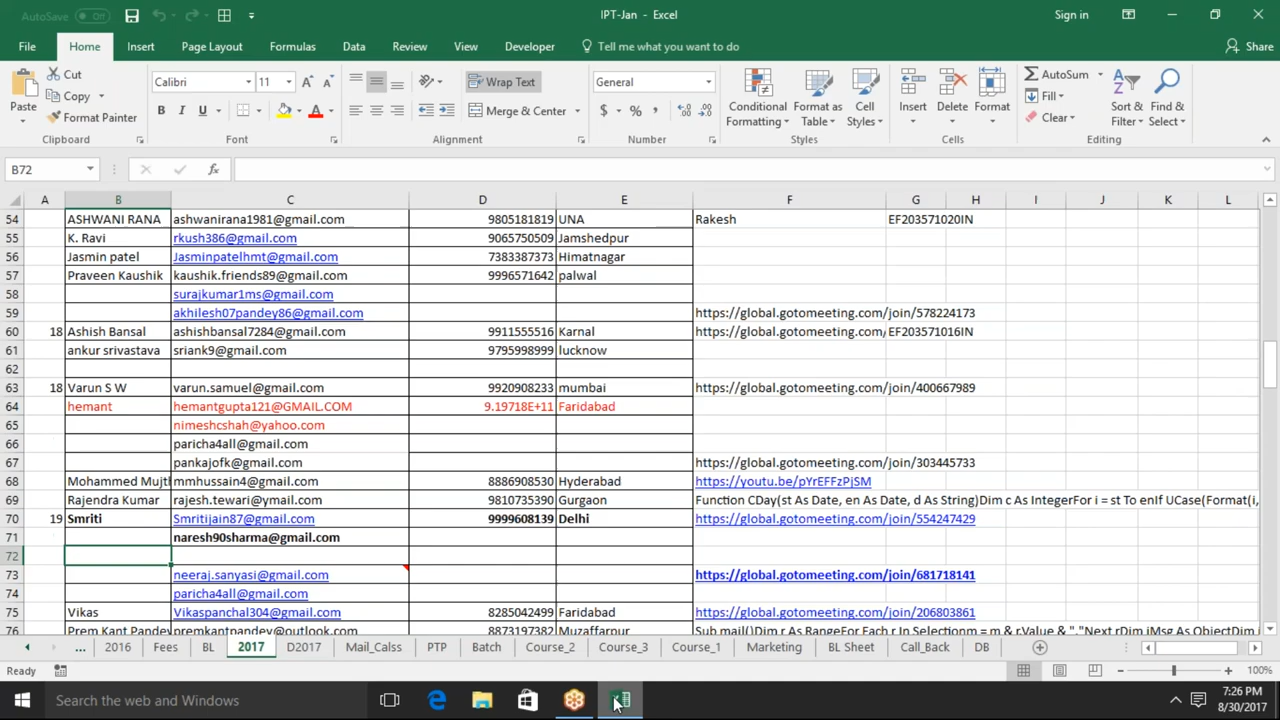 AutoSave Off IPT-Jan - Excel Sign in
File Home Insert Page Layout Formulas Data Review View Developer Tell me what you want to do Share
Paste Cut Copy Format Painter Clipboard
Calibri 11 B I U Font
Wrap Text Merge & Center Alignment
General $ % , Number
Conditional Formatting Format as Table Cell Styles Styles
Insert Delete Format Cells
AutoSum Fill Clear Sort & Filter Find & Select Editing
B72 fx
A B C D E F G H I J K L
54 ASHWANI RANA ashwanirana1981@gmail.com 9805181819 UNA Rakesh EF203571020IN
55 K. Ravi rkush386@gmail.com 9065750509 Jamshedpur
56 Jasmin patel Jasminpatelhmt@gmail.com 7383387373 Himatnagar
57 Praveen Kaushik kaushik.friends89@gmail.com 9996571642 palwal
58 surajkumar1ms@gmail.com
59 akhilesh07pandey86@gmail.com https://global.gotomeeting.com/join/578224173
60 18 Ashish Bansal ashishbansal7284@gmail.com 9911555516 Karnal https://global.gotomeeting.com/ EF203571016IN
61 ankur srivastava sriank9@gmail.com 9795998999 lucknow
62
63 18 Varun S W varun.samuel@gmail.com 9920908233 mumbai https://global.gotomeeting.com/join/400667989
64 hemant hemantgupta121@GMAIL.COM 9.19718E+11 Faridabad
65 nimeshcshah@yahoo.com
66 paricha4all@gmail.com
67 pankajofk@gmail.com https://global.gotomeeting.com/join/303445733
68 Mohammed Mujth mmhussain4@gmail.com 8886908530 Hyderabad https://youtu.be/pYrEFFzPjSM
69 Rajendra Kumar rajesh.tewari@ymail.com 9810735390 Gurgaon Function CDay(st As Date, en As Date, d As String)Dim c As IntegerFor i = st To enIf UCase(Format(i,
70 19 Smriti Smritijain87@gmail.com 9999608139 Delhi https://global.gotomeeting.com/join/554247429
71 naresh90sharma@gmail.com
72
73 neeraj.sanyasi@gmail.com https://global.gotomeeting.com/join/681718141
74 paricha4all@gmail.com
75 Vikas Vikaspanchal304@gmail.com 8285042499 Faridabad https://global.gotomeeting.com/join/206803861
76 Prem Kant Pandey premkantpandey@outlook.com 8873197382 Muzaffarpur Sub mail()Dim r As RangeFor Each r In Selectionm = m & r.Value & ";"Next rDim iMsg As ObjectDim
... 2016 Fees BL 2017 D2017 Mail_Calss PTP Batch Course_2 Course_3 Course_1 Marketing BL Sheet Call_Back DB
Ready 100%
Search the web and Windows 7:26 PM
8/30/2017